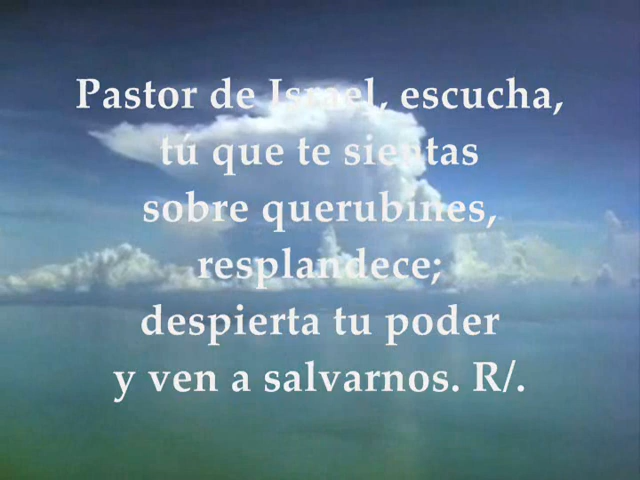 Pastor de Israel, escucha,
tú que te sientas
sobre querubines,
resplandece;
despierta tu poder
y ven a salvarnos. R/.